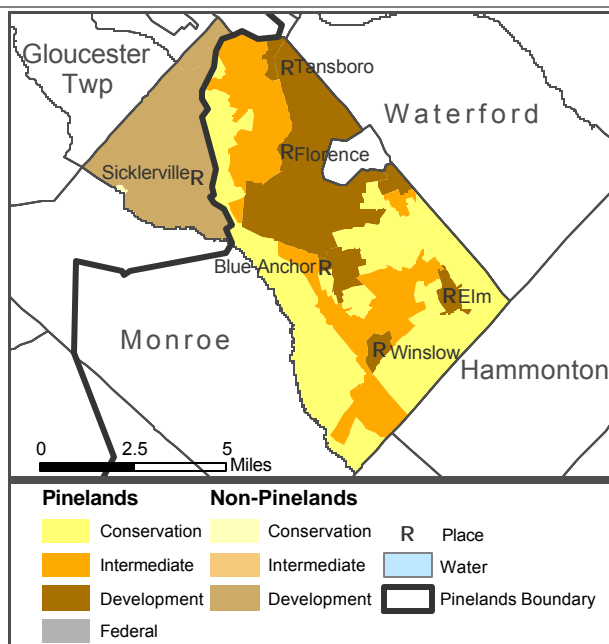 Gloucester
Twp
R Tansboro
Waterford
R Florence
Sicklerville R
Blue Anchor R
R Elm
Monroe
R Winslow
Hammonton
0 2.5 5
Miles
Pinelands Non-Pinelands
Conservation Conservation R Place
Intermediate Intermediate Water
Development Development Pinelands Boundary
Federal